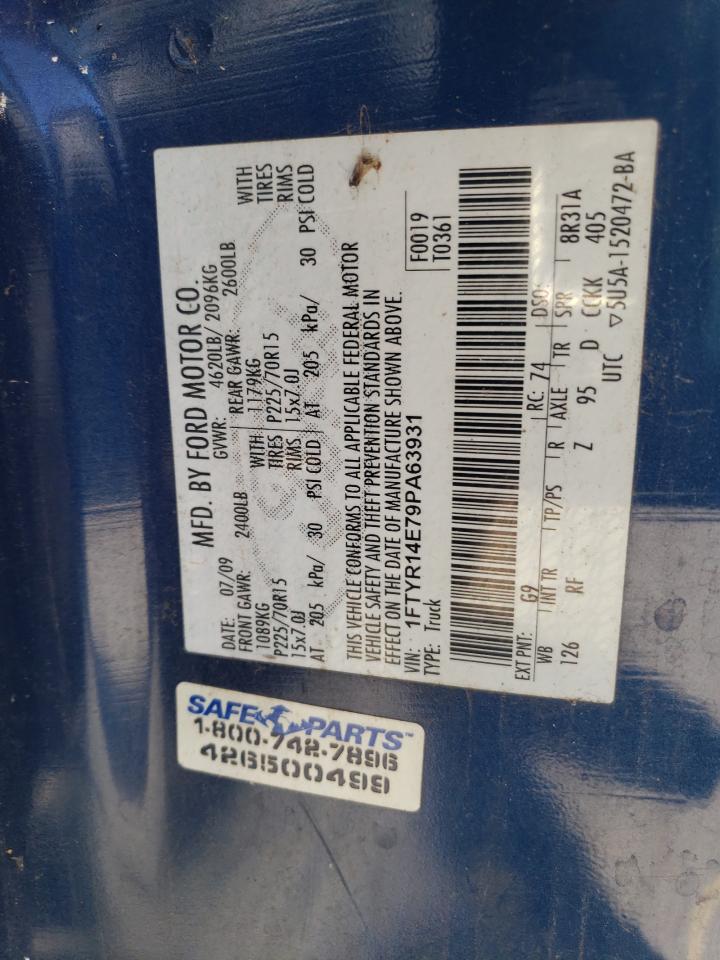 MFD. BY FORD MOTOR CO.
DATE: 07/09 GVWR: 4620LB/ 2096KG
FRONT GAWR: 2400LB REAR GAWR: 2600LB
1089KG WITH 1179KG WITH
P225/70R15 TIRES P225/70R15 TIRES
15x7.0J RIMS 15x7.0J RIMS
AT 205 kPa/ 30 PSI COLD AT 205 kPa/ 30 PSI COLD
THIS VEHICLE CONFORMS TO ALL APPLICABLE FEDERAL MOTOR
VEHICLE SAFETY AND THEFT PREVENTION STANDARDS IN
EFFECT ON THE DATE OF MANUFACTURE SHOWN ABOVE.
VIN: 1FTYR14E79PA63931 F0019
TYPE: Truck T0361
EXT PNT: G9 RC: 74 DSO:
WB INT TR TP/PS R AXLE TR SPR 8R31A
126 RF Z 95 D CCKK 405
UTC ▽5U5A-1520472-BA
SAFE PARTS™
1-800-742-7896
426500499